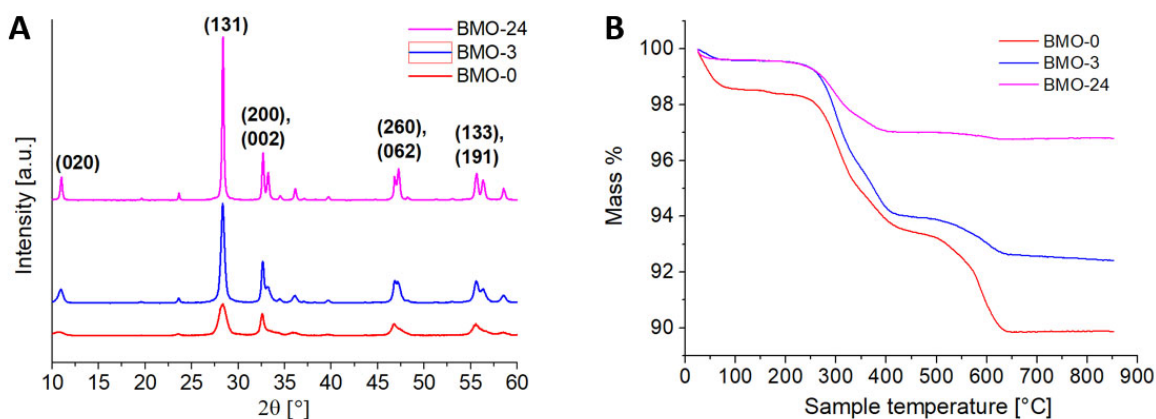 A
BMO-24
BMO-3
BMO-0
(131)
(200),
(002)
(260),
(062)
(133),
(191)
(020)
Intensity [a.u.]
10 15 20 25 30 35 40 45 50 55 60
2θ [°]
B
BMO-0
BMO-3
BMO-24
100
98
96
94
92
90
Mass %
0 100 200 300 400 500 600 700 800 900
Sample temperature [°C]